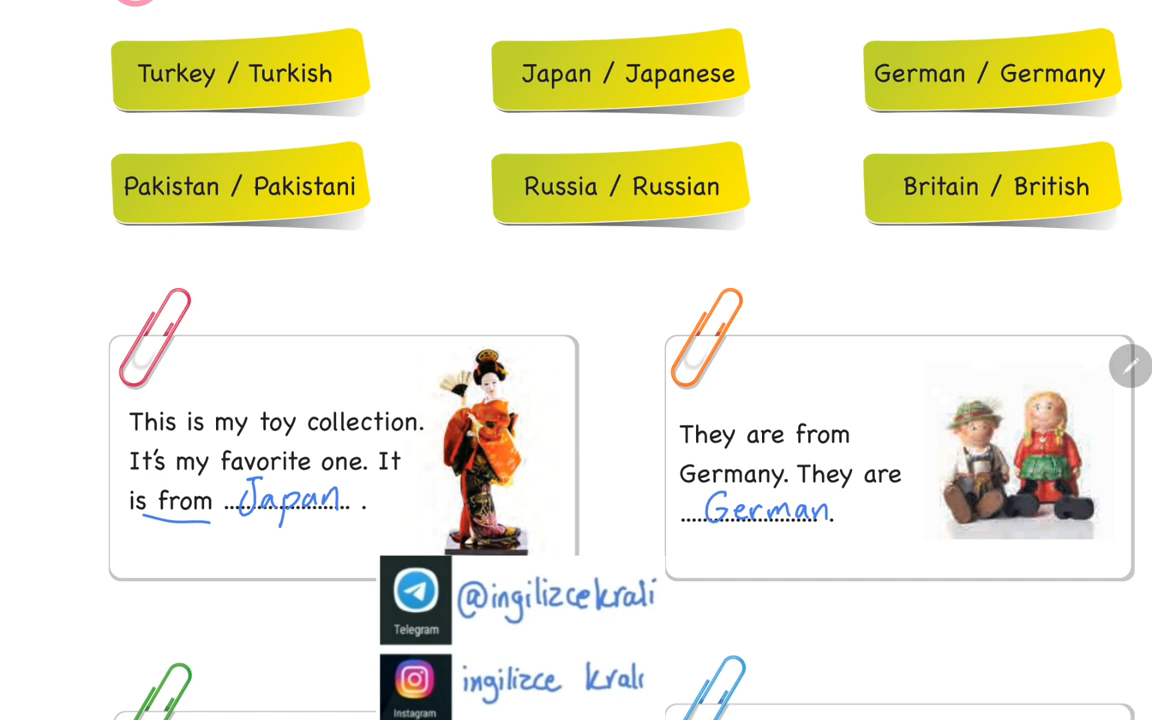 Turkey / Turkish
Japan / Japanese
German / Germany
Pakistan / Pakistani
Russia / Russian
Britain / British
This is my toy collection.
It's my favorite one. It
is from ...Japan... .
They are from
Germany. They are
...German....
Telegram
@ingilizcekrali
Instagram
ingilizce kralı